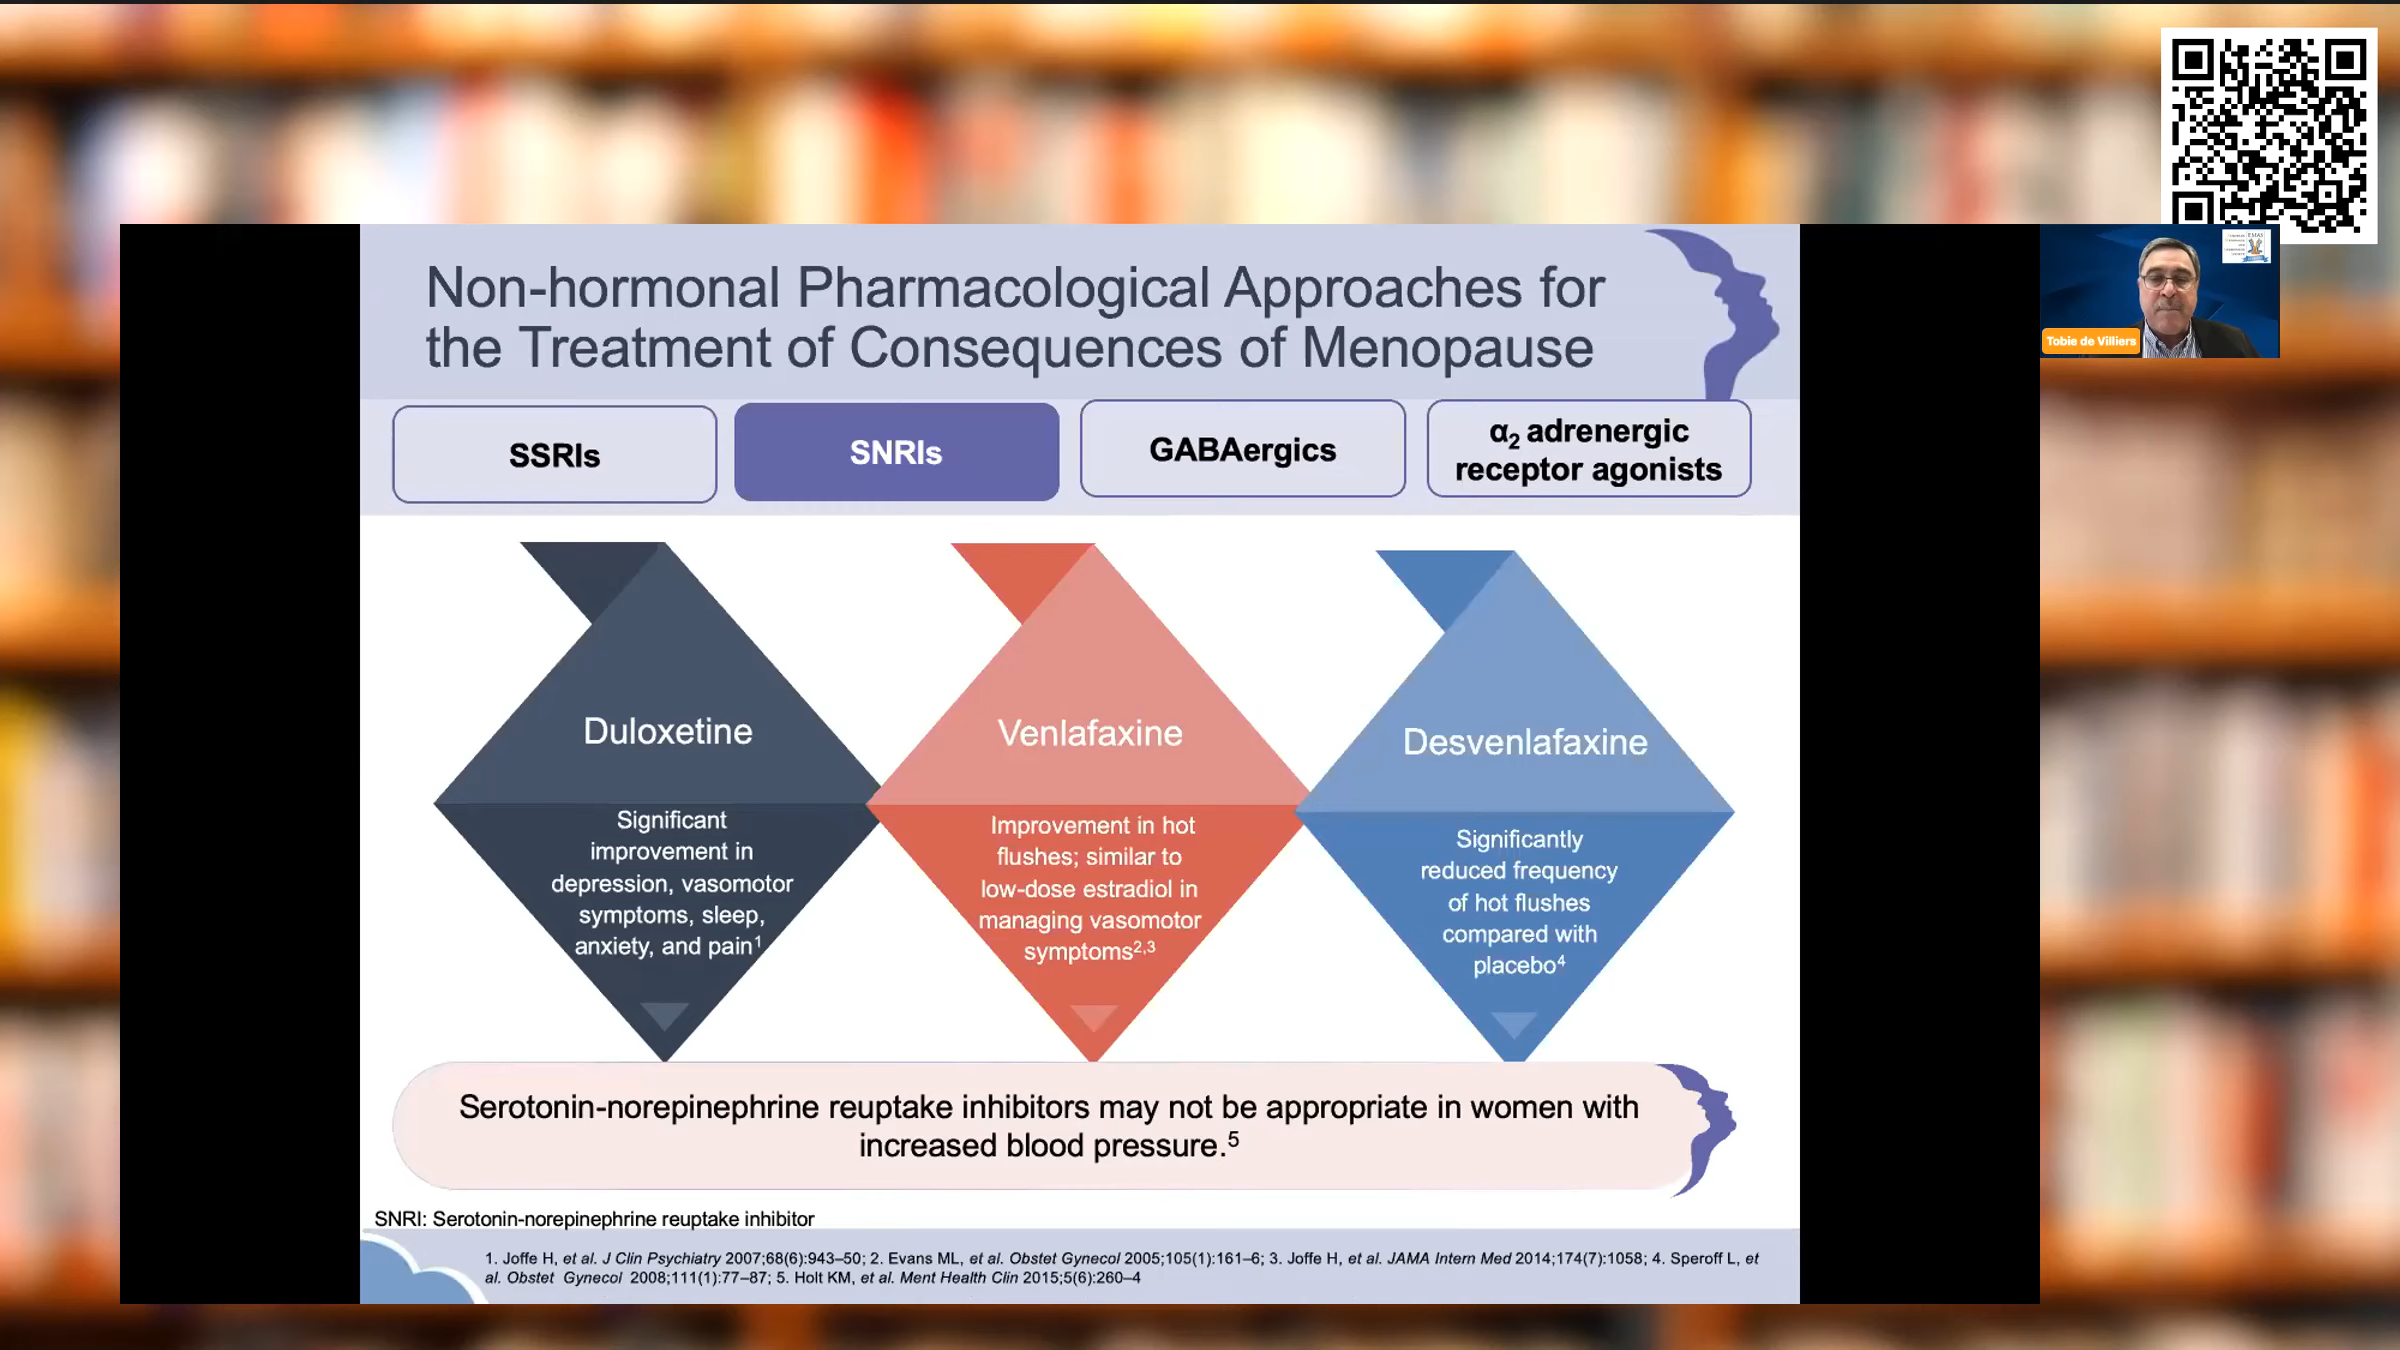 Non-hormonal Pharmacological Approaches for
the Treatment of Consequences of Menopause
SSRIs
SNRIs
GABAergics
α₂ adrenergic
receptor agonists
Duloxetine
Significant
improvement in
depression, vasomotor
symptoms, sleep,
anxiety, and pain¹
Venlafaxine
Improvement in hot
flushes; similar to
low-dose estradiol in
managing vasomotor
symptoms²,³
Desvenlafaxine
Significantly
reduced frequency
of hot flushes
compared with
placebo⁴
Serotonin-norepinephrine reuptake inhibitors may not be appropriate in women with
increased blood pressure.⁵
SNRI: Serotonin-norepinephrine reuptake inhibitor
1. Joffe H, et al. J Clin Psychiatry 2007;68(6):943–50; 2. Evans ML, et al. Obstet Gynecol 2005;105(1):161–6; 3. Joffe H, et al. JAMA Intern Med 2014;174(7):1058; 4. Speroff L, et
al. Obstet Gynecol 2008;111(1):77–87; 5. Holt KM, et al. Ment Health Clin 2015;5(6):260–4
EMAS
Tobie de Villiers